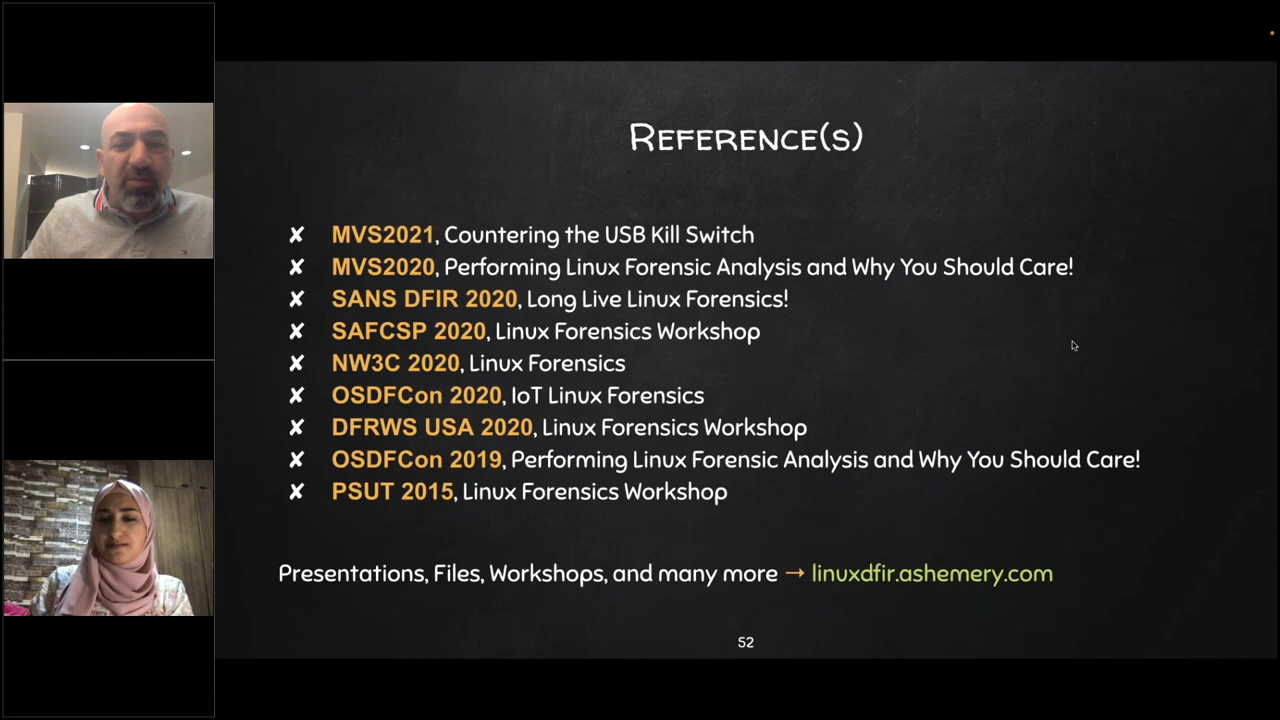 Reference(s)
✘ MVS2021, Countering the USB Kill Switch
✘ MVS2020, Performing Linux Forensic Analysis and Why You Should Care!
✘ SANS DFIR 2020, Long Live Linux Forensics!
✘ SAFCSP 2020, Linux Forensics Workshop
✘ NW3C 2020, Linux Forensics
✘ OSDFCon 2020, IoT Linux Forensics
✘ DFRWS USA 2020, Linux Forensics Workshop
✘ OSDFCon 2019, Performing Linux Forensic Analysis and Why You Should Care!
✘ PSUT 2015, Linux Forensics Workshop
Presentations, Files, Workshops, and many more → linuxdfir.ashemery.com
52